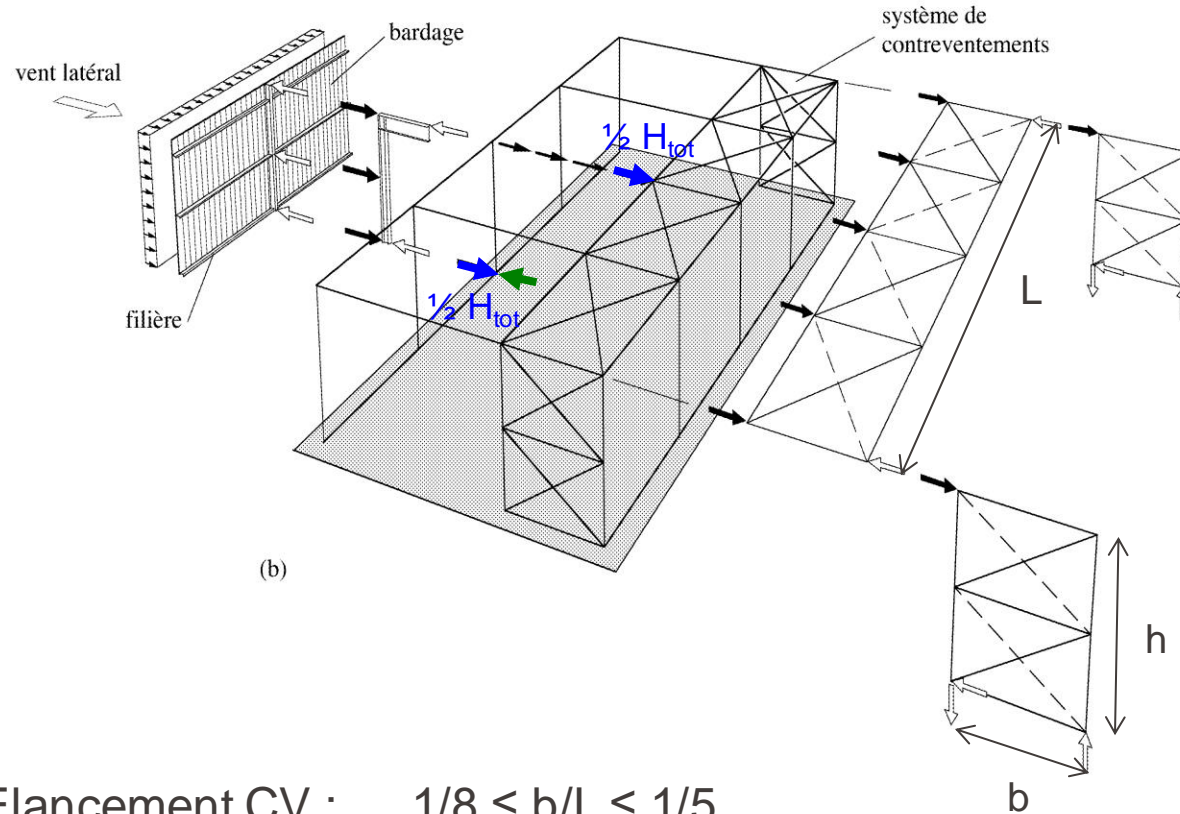 système de
contreventements
bardage
vent latéral
½ Htot
L
½ Htot
filière
(b)
h
b
Elancement CV : 1/8 ≤ b/L ≤ 1/5